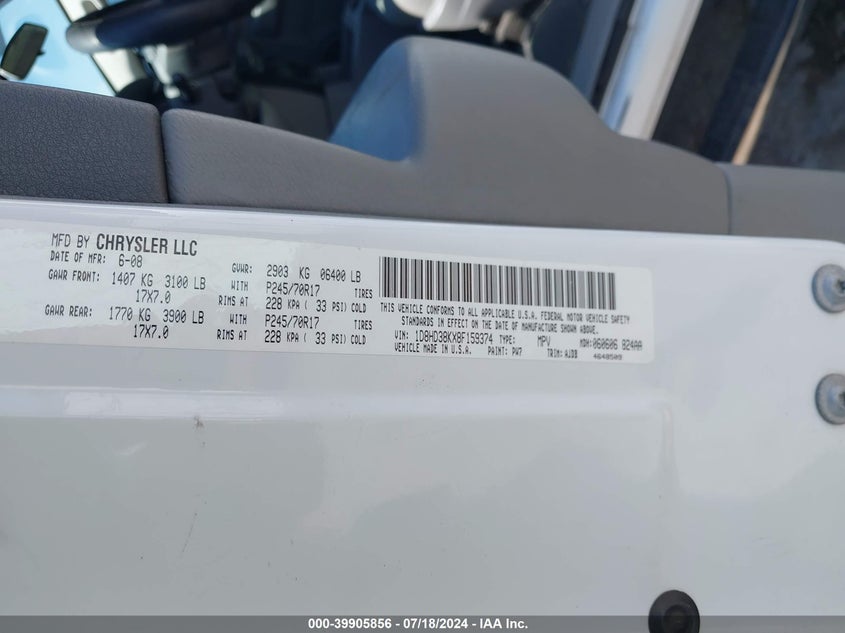 MFD BY CHRYSLER LLC
DATE OF MFR: 6-08 GVWR: 2903 KG 06400 LB
GAWR FRONT: 1407 KG 3100 LB WITH P245/70R17 TIRES
17X7.0 RIMS AT 228 KPA ( 33 PSI) COLD
GAWR REAR: 1770 KG 3900 LB WITH P245/70R17 TIRES
17X7.0 RIMS AT 228 KPA ( 33 PSI) COLD
THIS VEHICLE CONFORMS TO ALL APPLICABLE U.S.A. FEDERAL MOTOR VEHICLE SAFETY
STANDARDS IN EFFECT ON THE DATE OF MANUFACTURE SHOWN ABOVE.
VIN: 1D8HD38KX8F159374 TYPE: MPV MDH: 060606 824AA
VEHICLE MADE IN U.S.A. PAINT: PW7 TRIM: AJDB 4648509
000-39905856 - 07/18/2024 - IAA Inc.